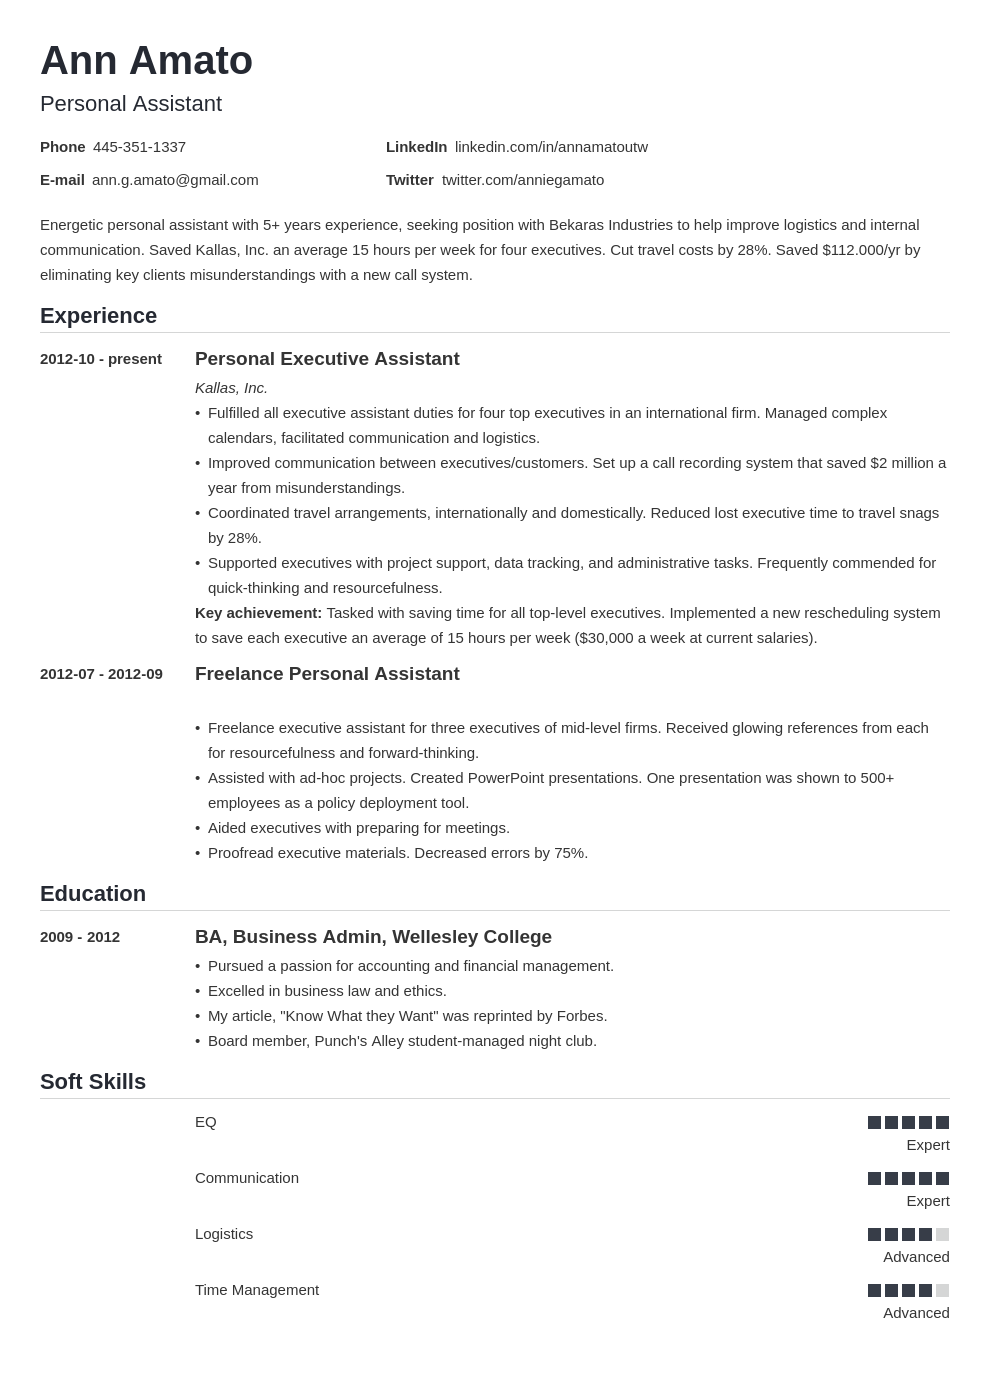 Ann Amato
Personal Assistant
Phone 445-351-1337 LinkedIn linkedin.com/in/annamatoutw
E-mail ann.g.amato@gmail.com Twitter twitter.com/anniegamato
Energetic personal assistant with 5+ years experience, seeking position with Bekaras Industries to help improve logistics and internal
communication. Saved Kallas, Inc. an average 15 hours per week for four executives. Cut travel costs by 28%. Saved $112.000/yr by
eliminating key clients misunderstandings with a new call system.
Experience
2012-10 - present Personal Executive Assistant
Kallas, Inc.
• Fulfilled all executive assistant duties for four top executives in an international firm. Managed complex
calendars, facilitated communication and logistics.
• Improved communication between executives/customers. Set up a call recording system that saved $2 million a
year from misunderstandings.
• Coordinated travel arrangements, internationally and domestically. Reduced lost executive time to travel snags
by 28%.
• Supported executives with project support, data tracking, and administrative tasks. Frequently commended for
quick-thinking and resourcefulness.
Key achievement: Tasked with saving time for all top-level executives. Implemented a new rescheduling system
to save each executive an average of 15 hours per week ($30,000 a week at current salaries).
2012-07 - 2012-09 Freelance Personal Assistant
• Freelance executive assistant for three executives of mid-level firms. Received glowing references from each
for resourcefulness and forward-thinking.
• Assisted with ad-hoc projects. Created PowerPoint presentations. One presentation was shown to 500+
employees as a policy deployment tool.
• Aided executives with preparing for meetings.
• Proofread executive materials. Decreased errors by 75%.
Education
2009 - 2012 BA, Business Admin, Wellesley College
• Pursued a passion for accounting and financial management.
• Excelled in business law and ethics.
• My article, "Know What they Want" was reprinted by Forbes.
• Board member, Punch's Alley student-managed night club.
Soft Skills
EQ
Expert
Communication
Expert
Logistics
Advanced
Time Management
Advanced